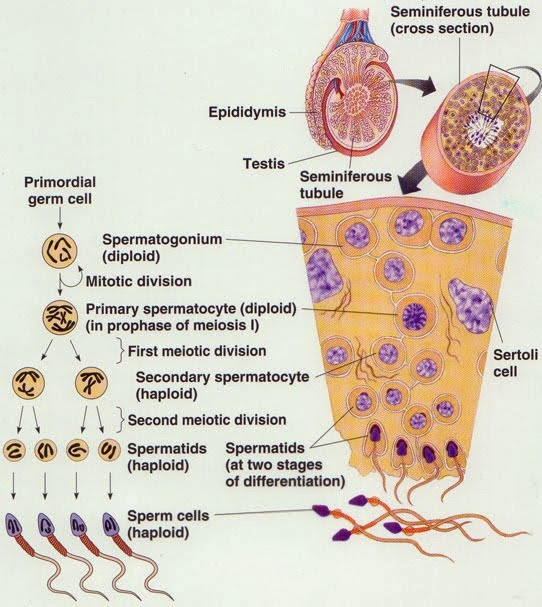 Seminiferous tubule
(cross section)
Epididymis
Testis
Seminiferous
tubule
Primordial
germ cell
Spermatogonium
(diploid)
Mitotic division
Primary spermatocyte (diploid)
(in prophase of meiosis I)
First meiotic division
Sertoli
cell
Secondary spermatocyte
(haploid)
Second meiotic division
Spermatids
(haploid)
Spermatids
(at two stages
of differentiation)
Sperm cells
(haploid)